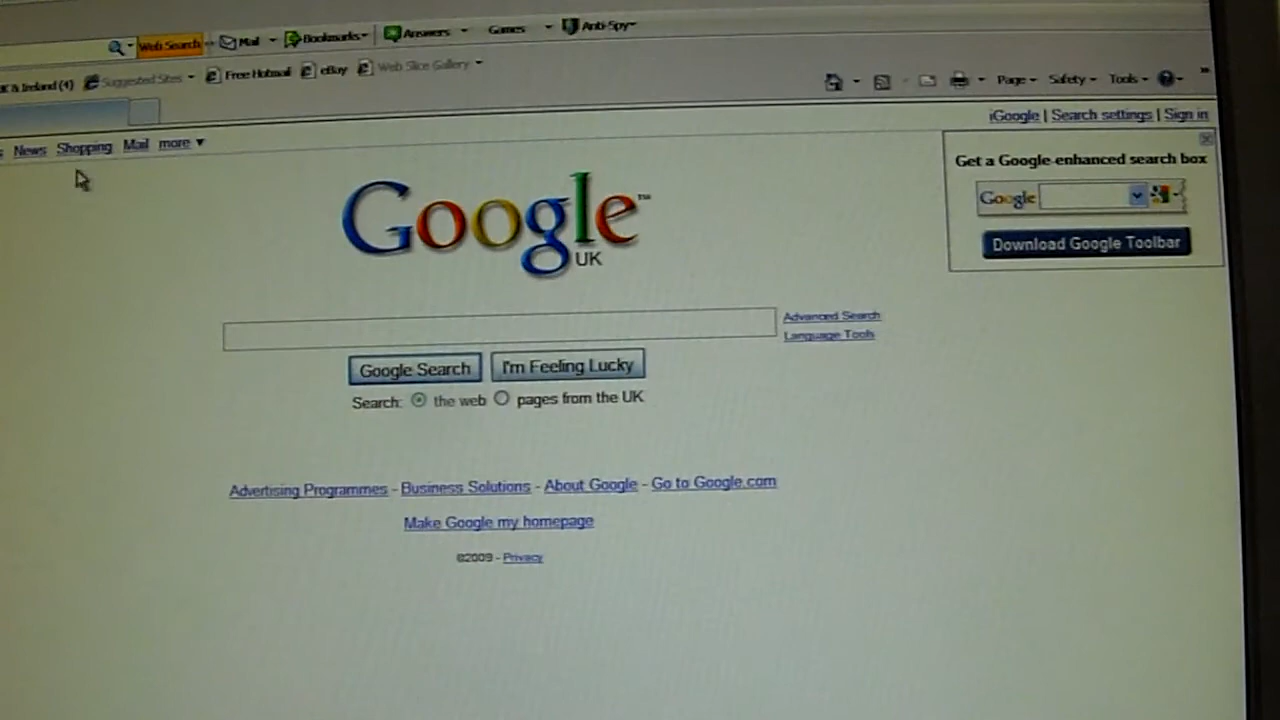 Web Search Mail Bookmarks Answers Games Anti-Spy
K & Ireland (4) Suggested Sites Free Hotmail eBay Web Slice Gallery
Page Safety Tools
iGoogle | Search settings | Sign in
News Shopping Mail more ▼
Get a Google-enhanced search box
Google
Download Google Toolbar
Google™
UK
Advanced Search
Language Tools
Google Search I'm Feeling Lucky
Search: the web pages from the UK
Advertising Programmes - Business Solutions - About Google - Go to Google.com
Make Google my homepage
©2009 - Privacy